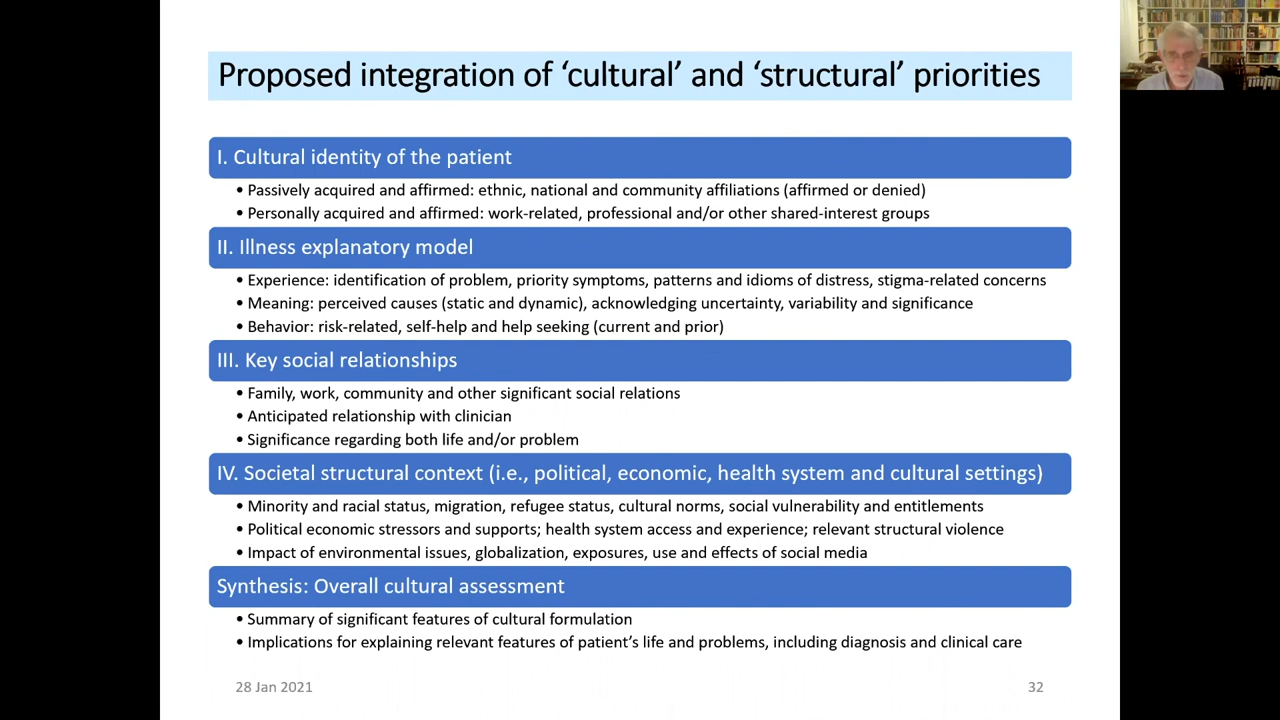 Proposed integration of ‘cultural’ and ‘structural’ priorities
I. Cultural identity of the patient
• Passively acquired and affirmed: ethnic, national and community affiliations (affirmed or denied)
• Personally acquired and affirmed: work-related, professional and/or other shared-interest groups
II. Illness explanatory model
• Experience: identification of problem, priority symptoms, patterns and idioms of distress, stigma-related concerns
• Meaning: perceived causes (static and dynamic), acknowledging uncertainty, variability and significance
• Behavior: risk-related, self-help and help seeking (current and prior)
III. Key social relationships
• Family, work, community and other significant social relations
• Anticipated relationship with clinician
• Significance regarding both life and/or problem
IV. Societal structural context (i.e., political, economic, health system and cultural settings)
• Minority and racial status, migration, refugee status, cultural norms, social vulnerability and entitlements
• Political economic stressors and supports; health system access and experience; relevant structural violence
• Impact of environmental issues, globalization, exposures, use and effects of social media
Synthesis: Overall cultural assessment
• Summary of significant features of cultural formulation
• Implications for explaining relevant features of patient’s life and problems, including diagnosis and clinical care
28 Jan 2021
32